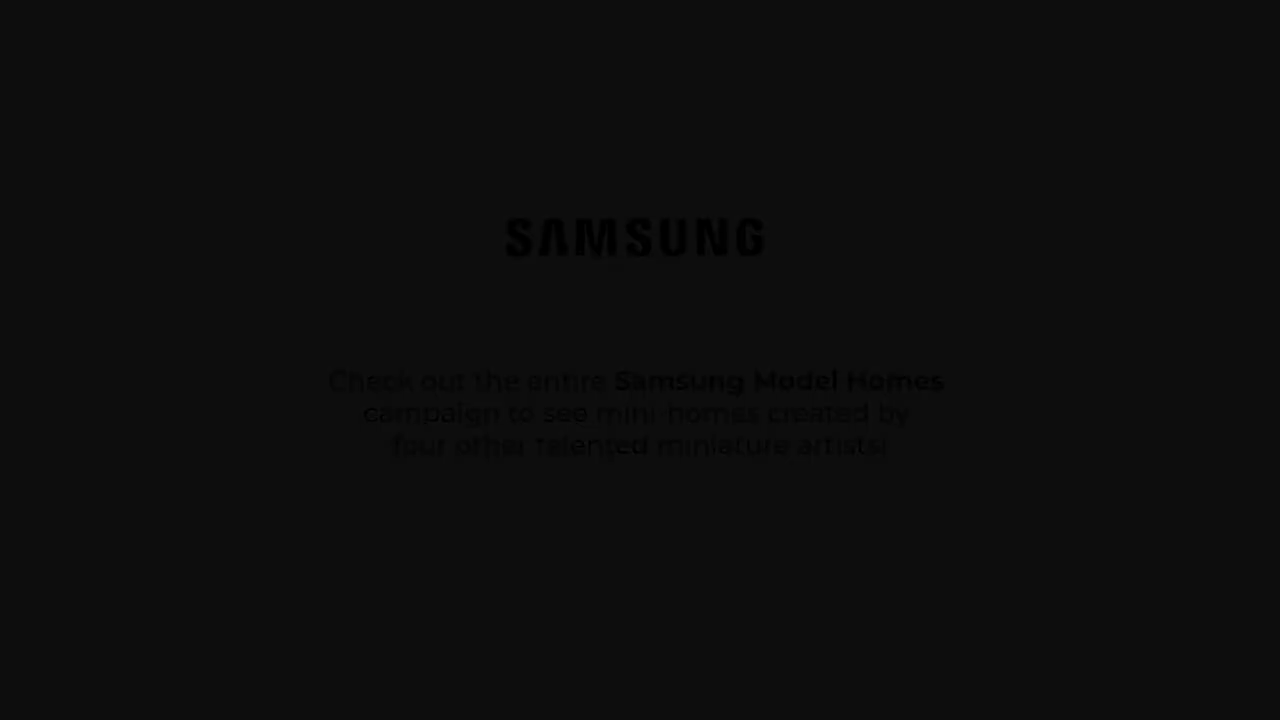 SAMSUNG
Check out the entire Samsung Model Homes
campaign to see mini-homes created by
four other talented miniature artists!